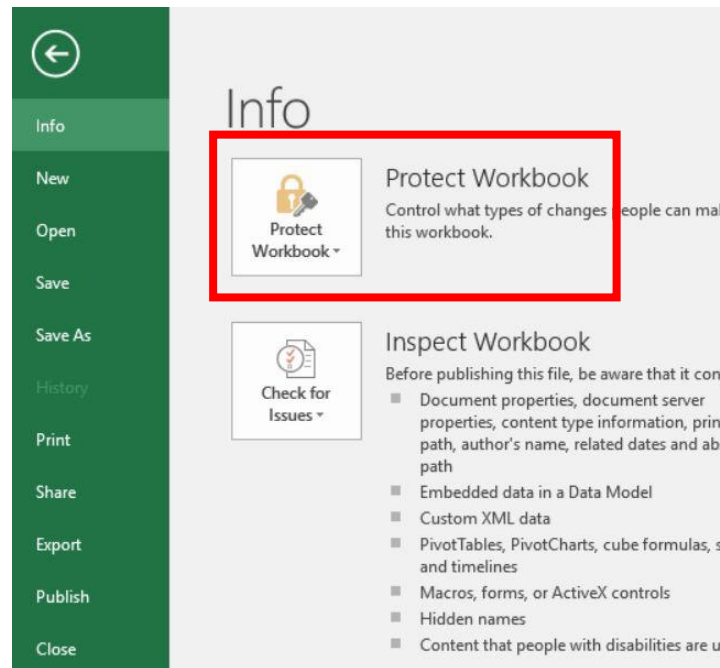 Info
Info
New
Open
Save
Save As
History
Print
Share
Export
Publish
Close
Protect
Workbook
Protect Workbook
Control what types of changes people can
this workbook.
Check for
Issues
Inspect Workbook
Before publishing this file, be aware that it
Document properties, document server
properties, content type information,
path, author's name, related dates and
path
Embedded data in a Data Model
Custom XML data
PivotTables, PivotCharts, cube formulas,
and timelines
Macros, forms, or ActiveX controls
Hidden names
Content that people with disabilities are